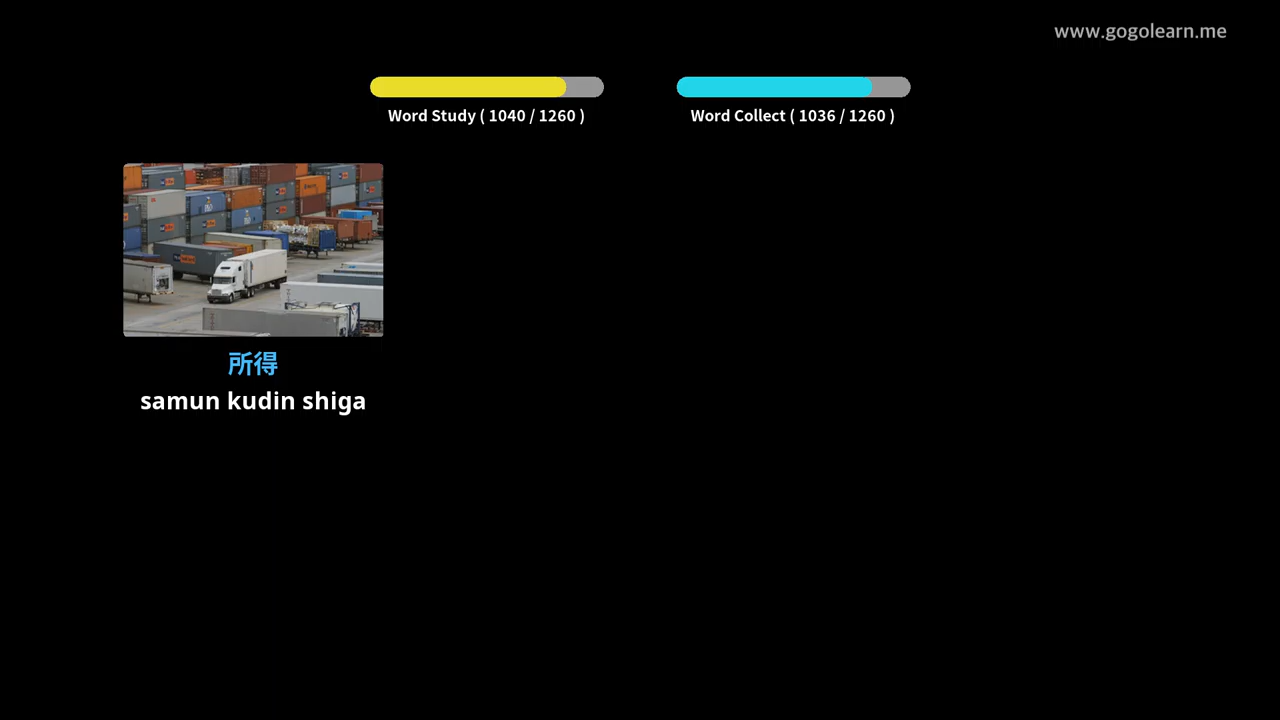 www.gogolearn.me
Word Study ( 1040 / 1260 )
Word Collect ( 1036 / 1260 )
所得
samun kudin shiga